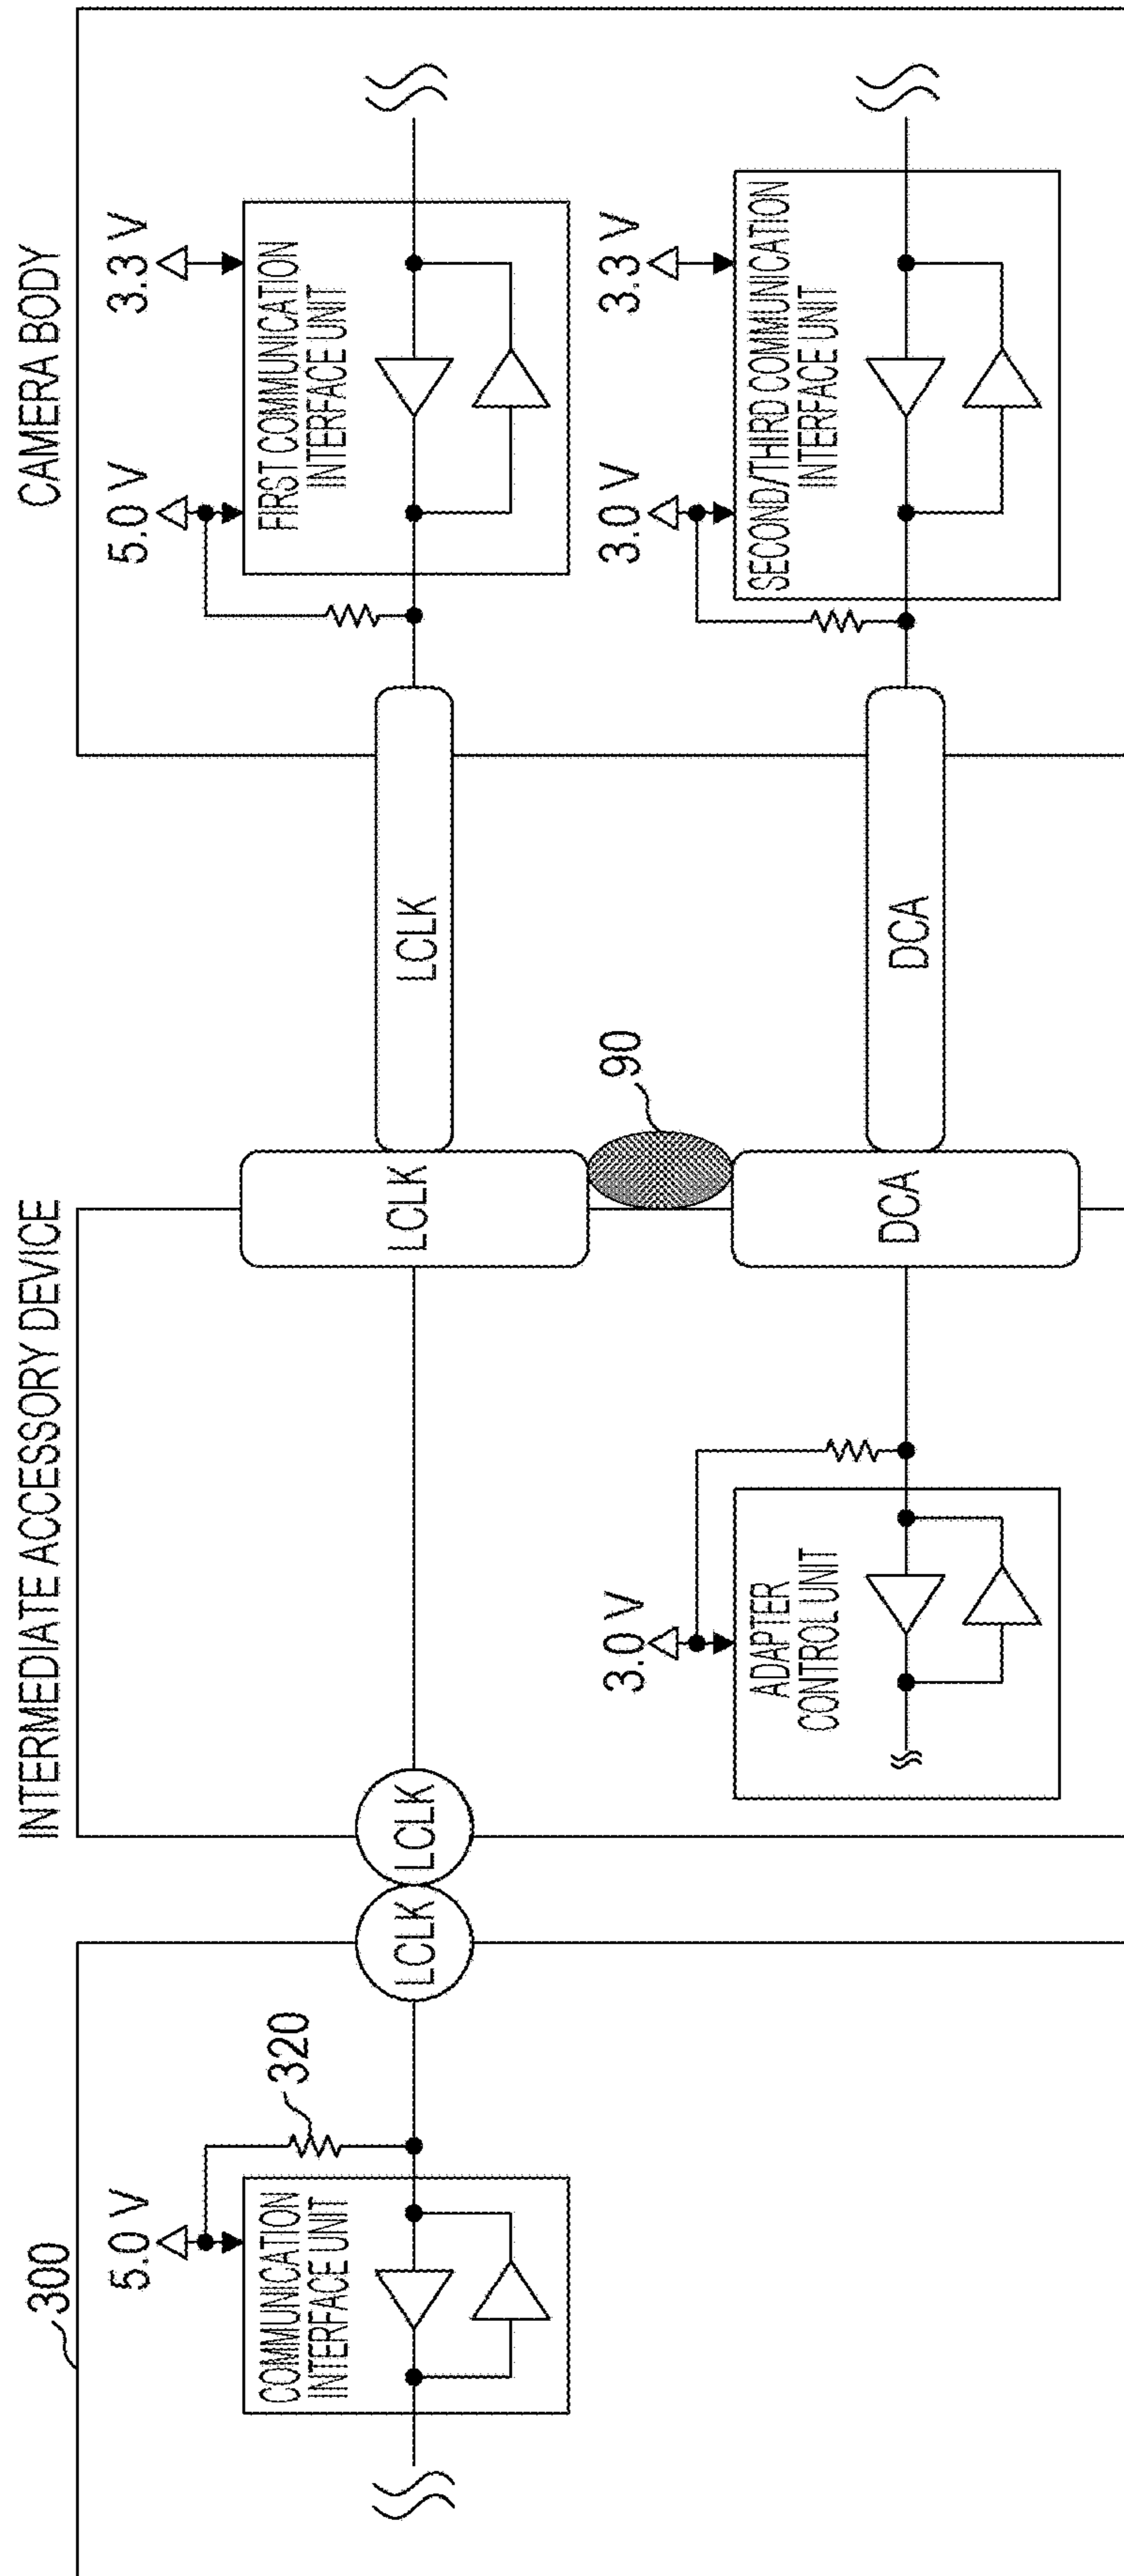 300
INTERMEDIATE ACCESSORY DEVICE
CAMERA BODY
5.0 V
320
COMMUNICATION
INTERFACE UNIT
LCLK
LCLK
LCLK
LCLK
5.0 V
3.3 V
FIRST COMMUNICATION
INTERFACE UNIT
3.0 V
ADAPTER
CONTROL UNIT
90
DCA
DCA
3.0 V
3.3 V
SECOND/THIRD COMMUNICATION
INTERFACE UNIT